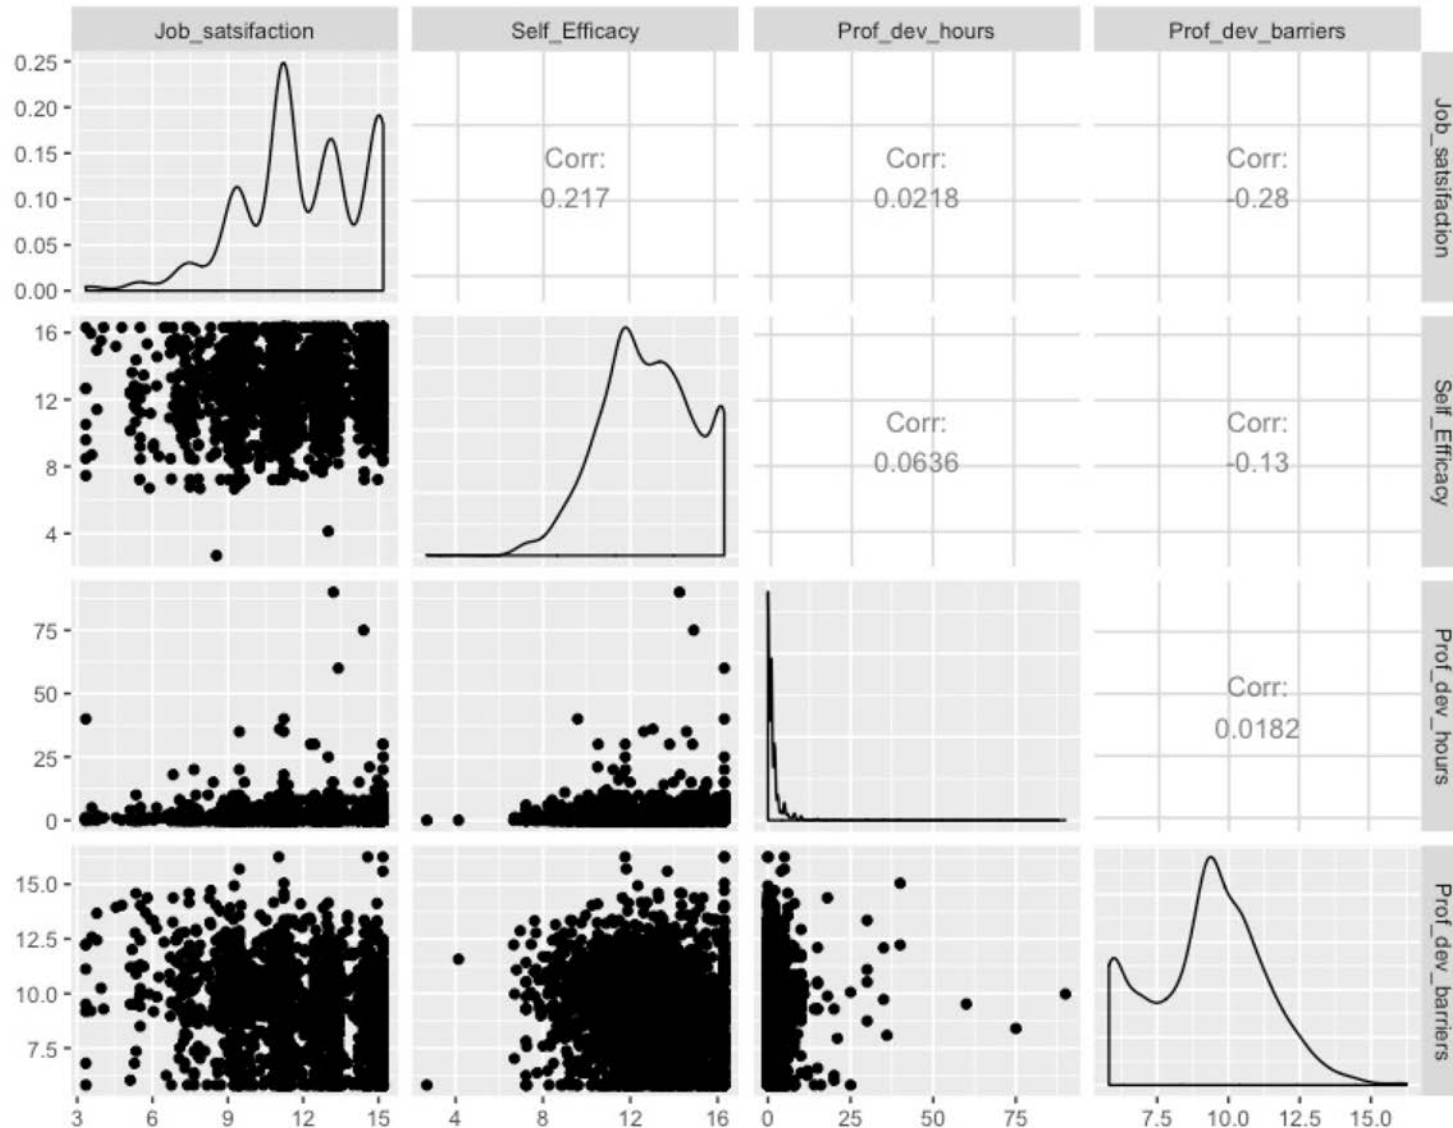 Job_satsifaction Self_Efficacy Prof_dev_hours Prof_dev_barriers
0.25
0.20
0.15
0.10
0.05
0.00
Corr:
0.217
Corr:
0.0218
Corr:
-0.28
Job_satsifaction
16
12
8
4
Corr:
0.0636
Corr:
-0.13
Self_Efficacy
75
50
25
0
Corr:
0.0182
Prof_dev_hours
15.0
12.5
10.0
7.5
Prof_dev_barriers
3 6 9 12 15 4 8 12 16 0 25 50 75 7.5 10.0 12.5 15.0